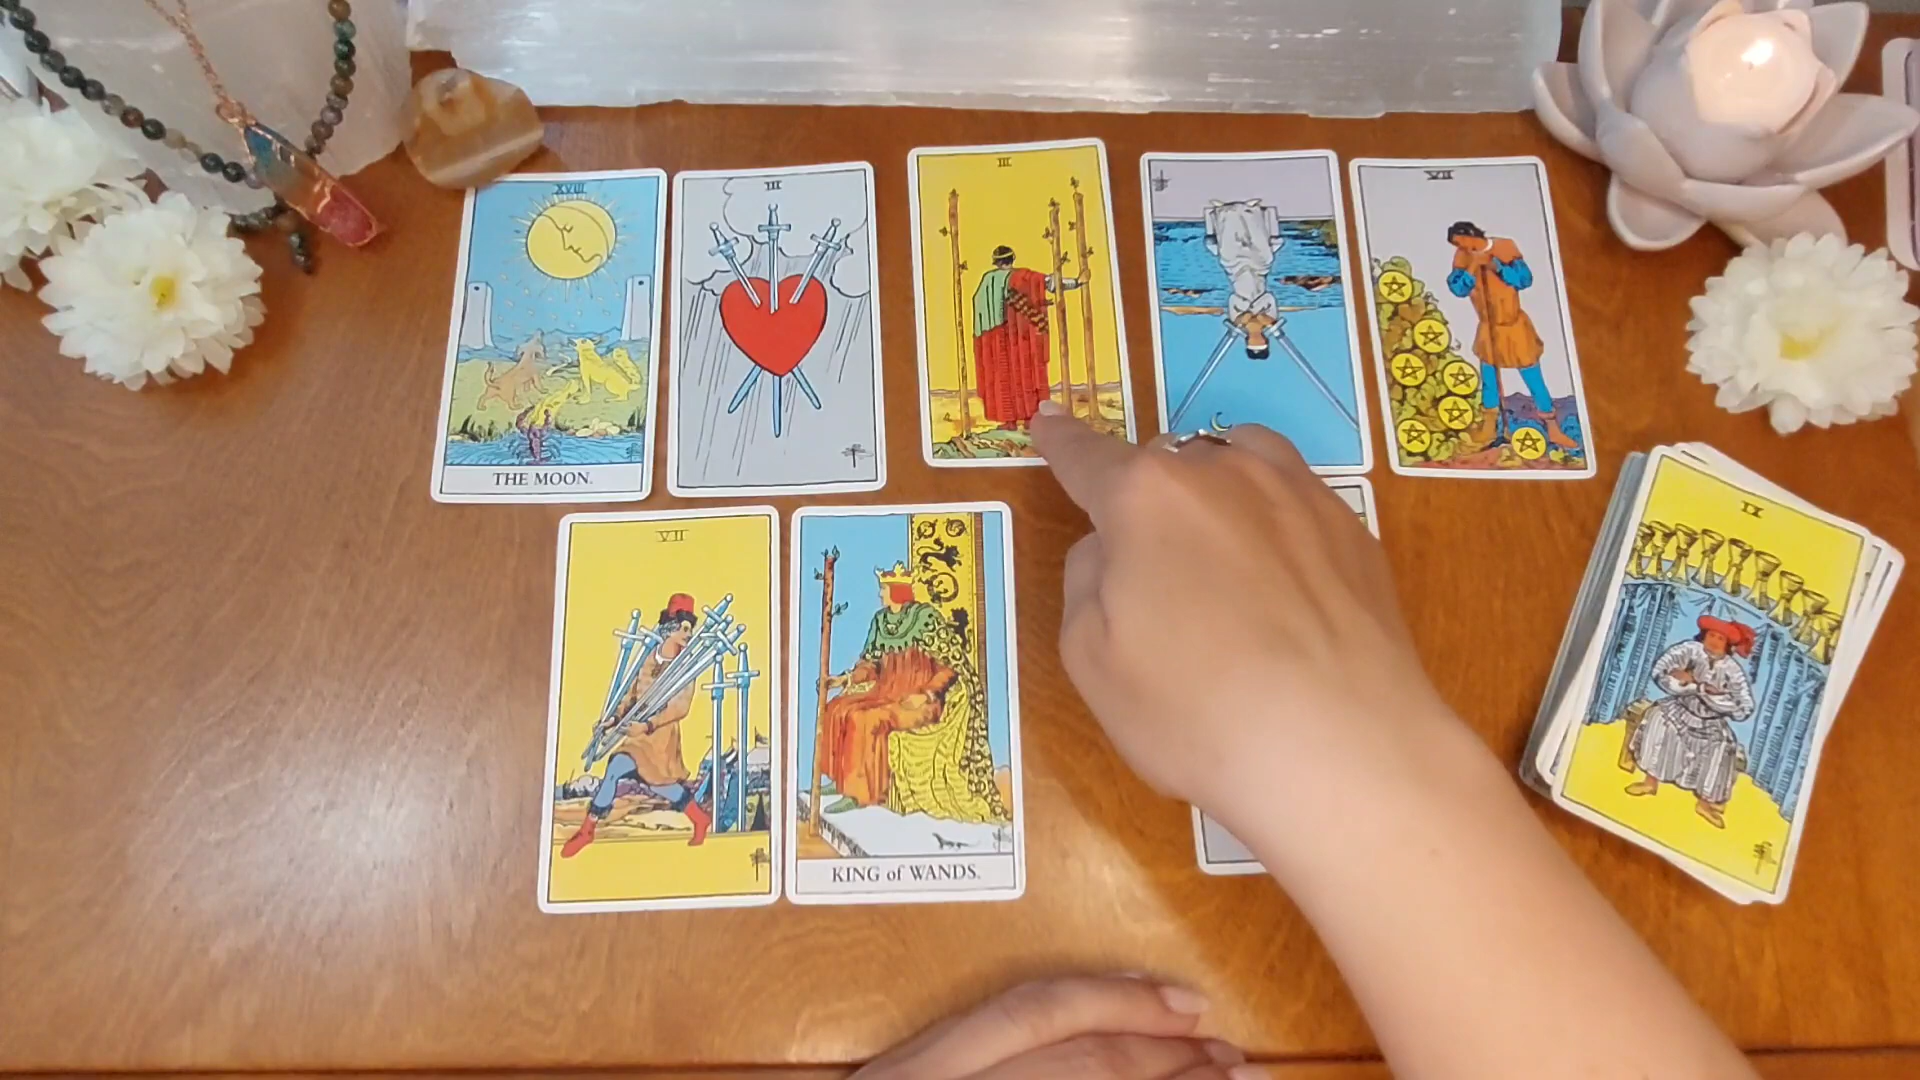 XVIII
III
III
VII
THE MOON.
VII
KING of WANDS.
IX